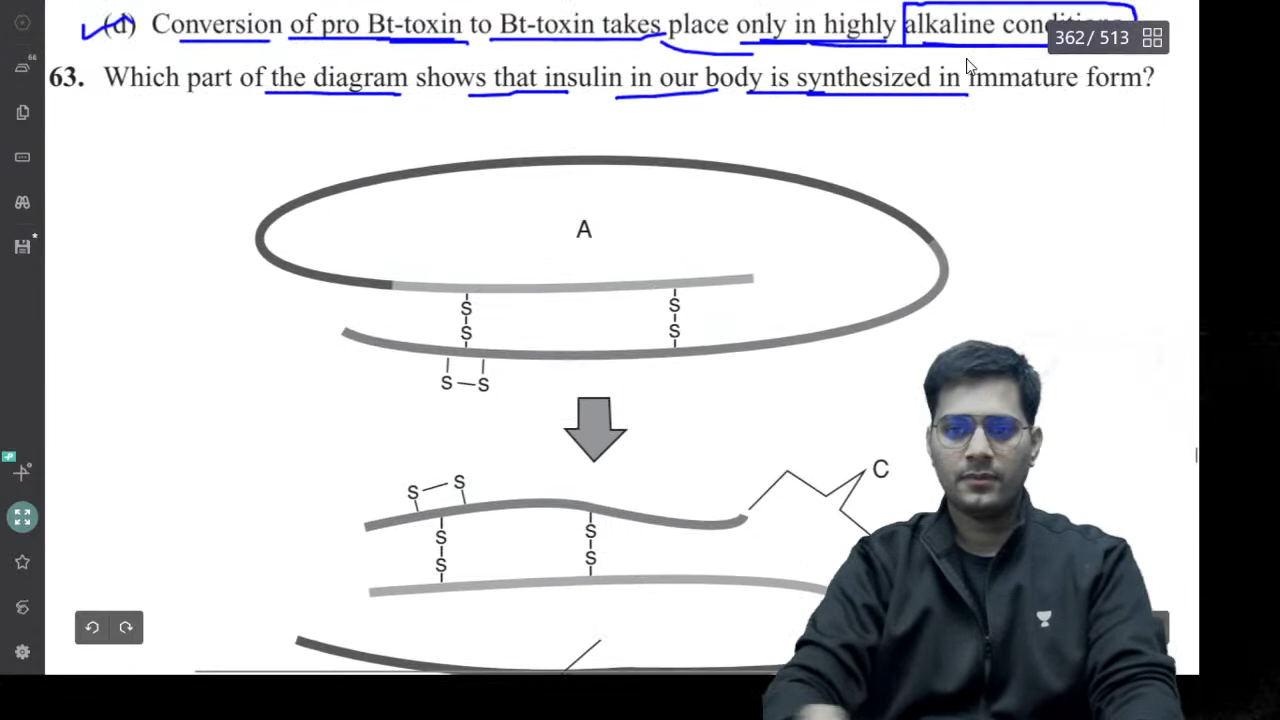 (d) Conversion of pro Bt-toxin to Bt-toxin takes place only in highly alkaline conditions.
362 / 513
63. Which part of the diagram shows that insulin in our body is synthesized in immature form?
A
S S
S S
S — S
S — S
C
S S
S S